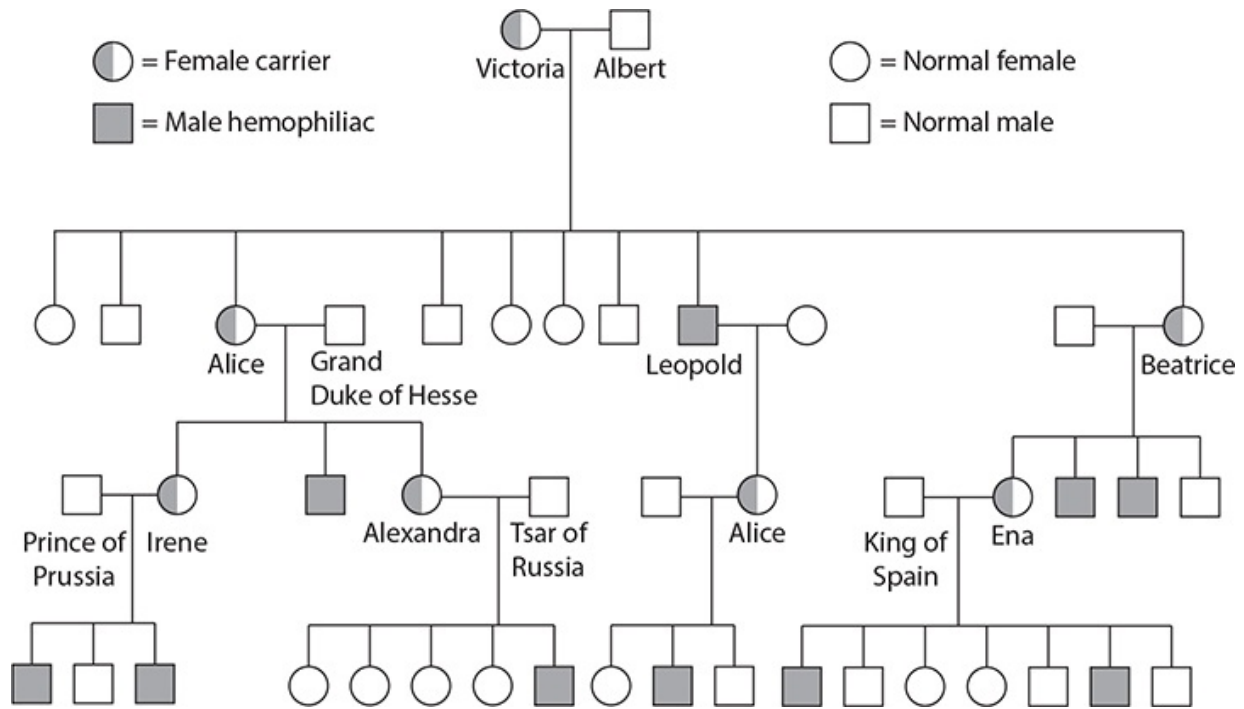 = Female carrier
= Male hemophiliac
Victoria
Albert
= Normal female
= Normal male
Alice
Grand
Duke of Hesse
Leopold
Beatrice
Prince of
Prussia
Irene
Alexandra
Tsar of
Russia
Alice
King of
Spain
Ena